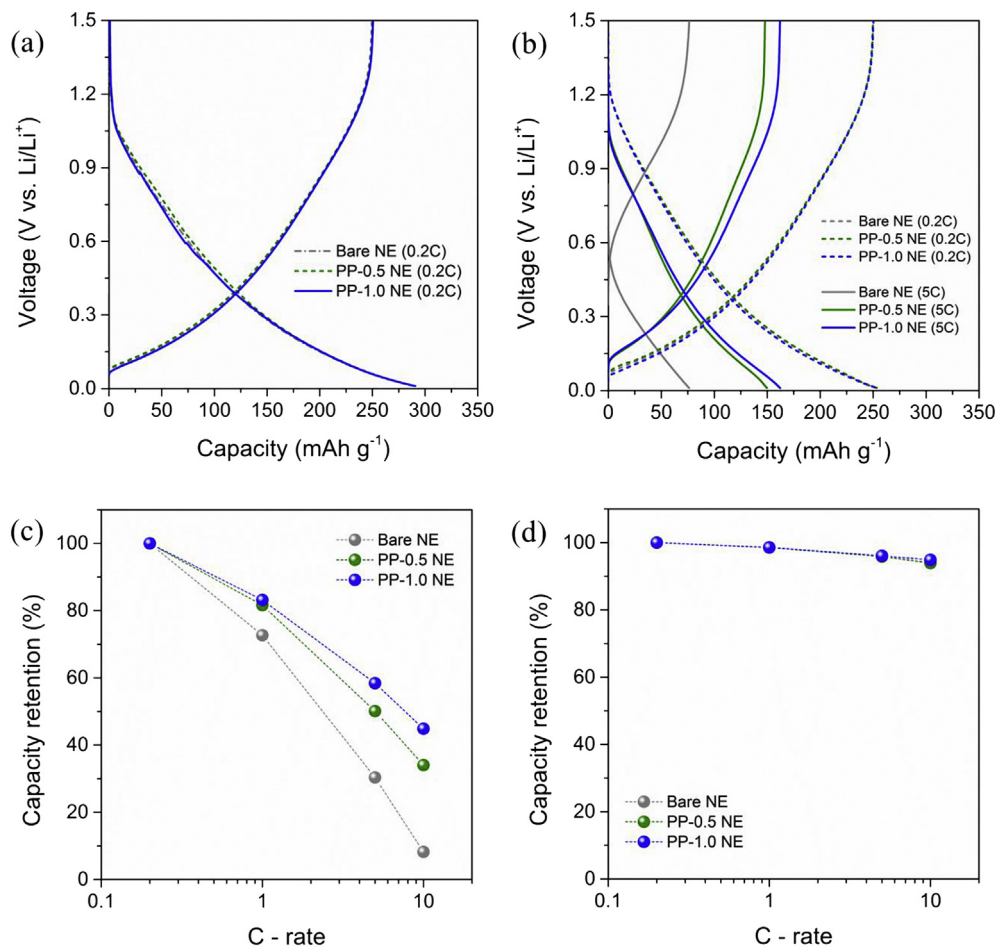 (a)
1.5
1.2
0.9
0.6
0.3
0.0
Voltage (V vs. Li/Li⁺)
Bare NE (0.2C)
PP-0.5 NE (0.2C)
PP-1.0 NE (0.2C)
0 50 100 150 200 250 300 350
Capacity (mAh g⁻¹)
(b)
1.5
1.2
0.9
0.6
0.3
0.0
Voltage (V vs. Li/Li⁺)
Bare NE (0.2C)
PP-0.5 NE (0.2C)
PP-1.0 NE (0.2C)
Bare NE (5C)
PP-0.5 NE (5C)
PP-1.0 NE (5C)
0 50 100 150 200 250 300 350
Capacity (mAh g⁻¹)
(c)
100
80
60
40
20
0
Capacity retention (%)
Bare NE
PP-0.5 NE
PP-1.0 NE
0.1 1 10
C - rate
(d)
100
80
60
40
20
0
Capacity retention (%)
Bare NE
PP-0.5 NE
PP-1.0 NE
0.1 1 10
C - rate